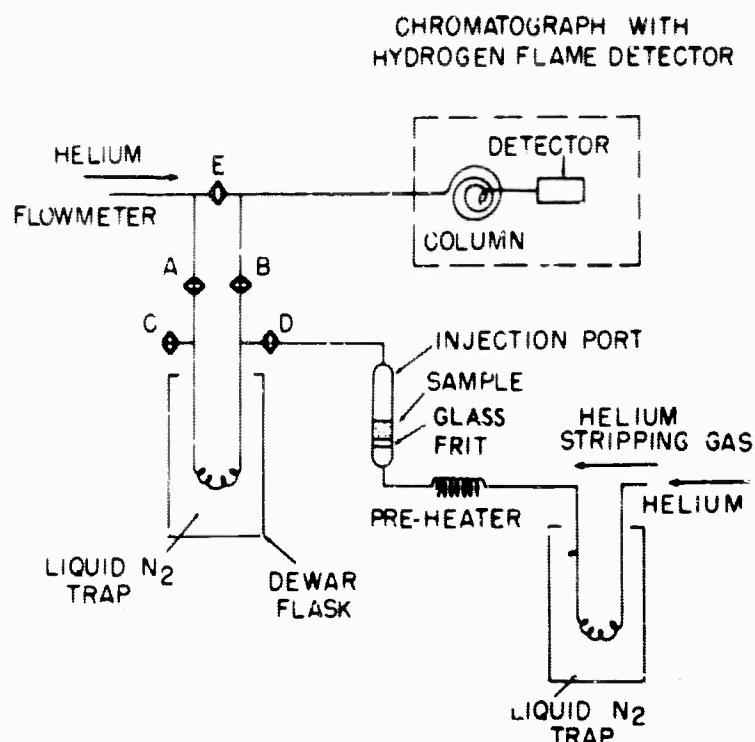 CHROMATOGRAPH WITH
HYDROGEN FLAME DETECTOR
HELIUM
E
DETECTOR
FLOWMETER
COLUMN
A
B
C
D
INJECTION PORT
SAMPLE
GLASS
FRIT
HELIUM
STRIPPING GAS
HELIUM
PRE-HEATER
LIQUID N2
TRAP
DEWAR
FLASK
LIQUID N2
TRAP